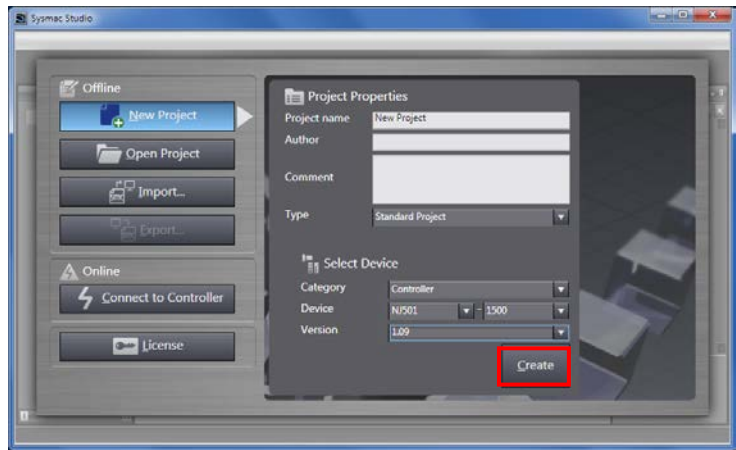 Sysmac Studio
Offline
New Project
Open Project
Import...
Export...
Online
Connect to Controller
License
Project Properties
Project name New Project
Author
Comment
Type Standard Project
Select Device
Category Controller
Device NJ501 - 1500
Version 1.09
Create